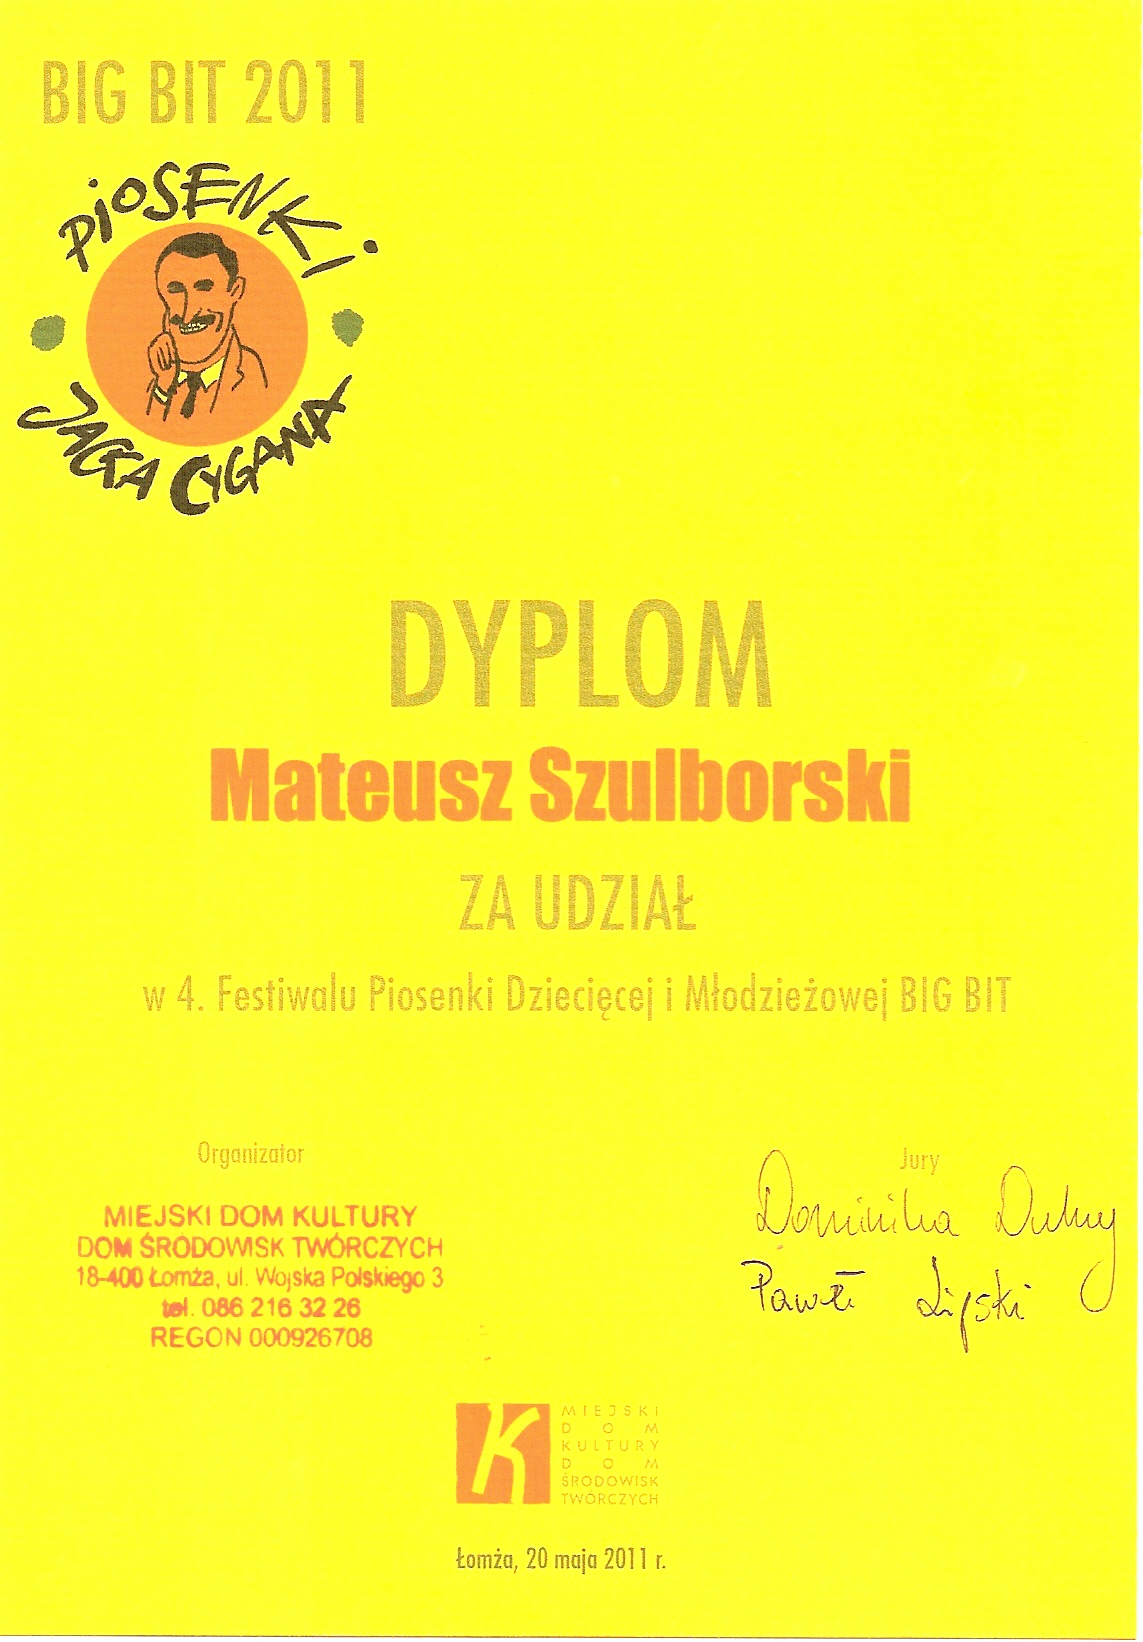 BIG BIT 2011
PiOSENKi
JACKA CYGANA
DYPLOM
Mateusz Szulborski
ZA UDZIAŁ
w 4. Festiwalu Piosenki Dziecięcej i Młodzieżowej BIG BIT
Organizator
MIEJSKI DOM KULTURY
DOM ŚRODOWISK TWÓRCZYCH
18-400 Łomża, ul. Wojska Polskiego 3
tel. 086 216 32 26
REGON 000926708
Jury
Dominika
Paweł Lipski
K
MIEJSKI
DOM
KULTURY
DOM
ŚRODOWISK
TWÓRCZYCH
Łomża, 20 maja 2011 r.